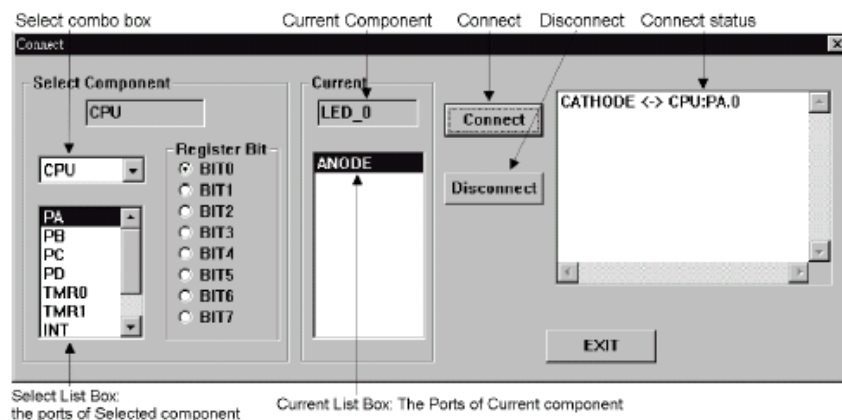 Select combo box
Current Component
Connect
Disconnect
Connect status
Connect
Select Component
CPU
CPU
PA
PB
PC
PD
TMR0
TMR1
INT
Register Bit
BIT0
BIT1
BIT2
BIT3
BIT4
BIT5
BIT6
BIT7
Current
LED_0
ANODE
Connect
Disconnect
CATHODE <-> CPU:PA.0
EXIT
Select List Box:
the ports of Selected component
Current List Box: The Ports of Current component